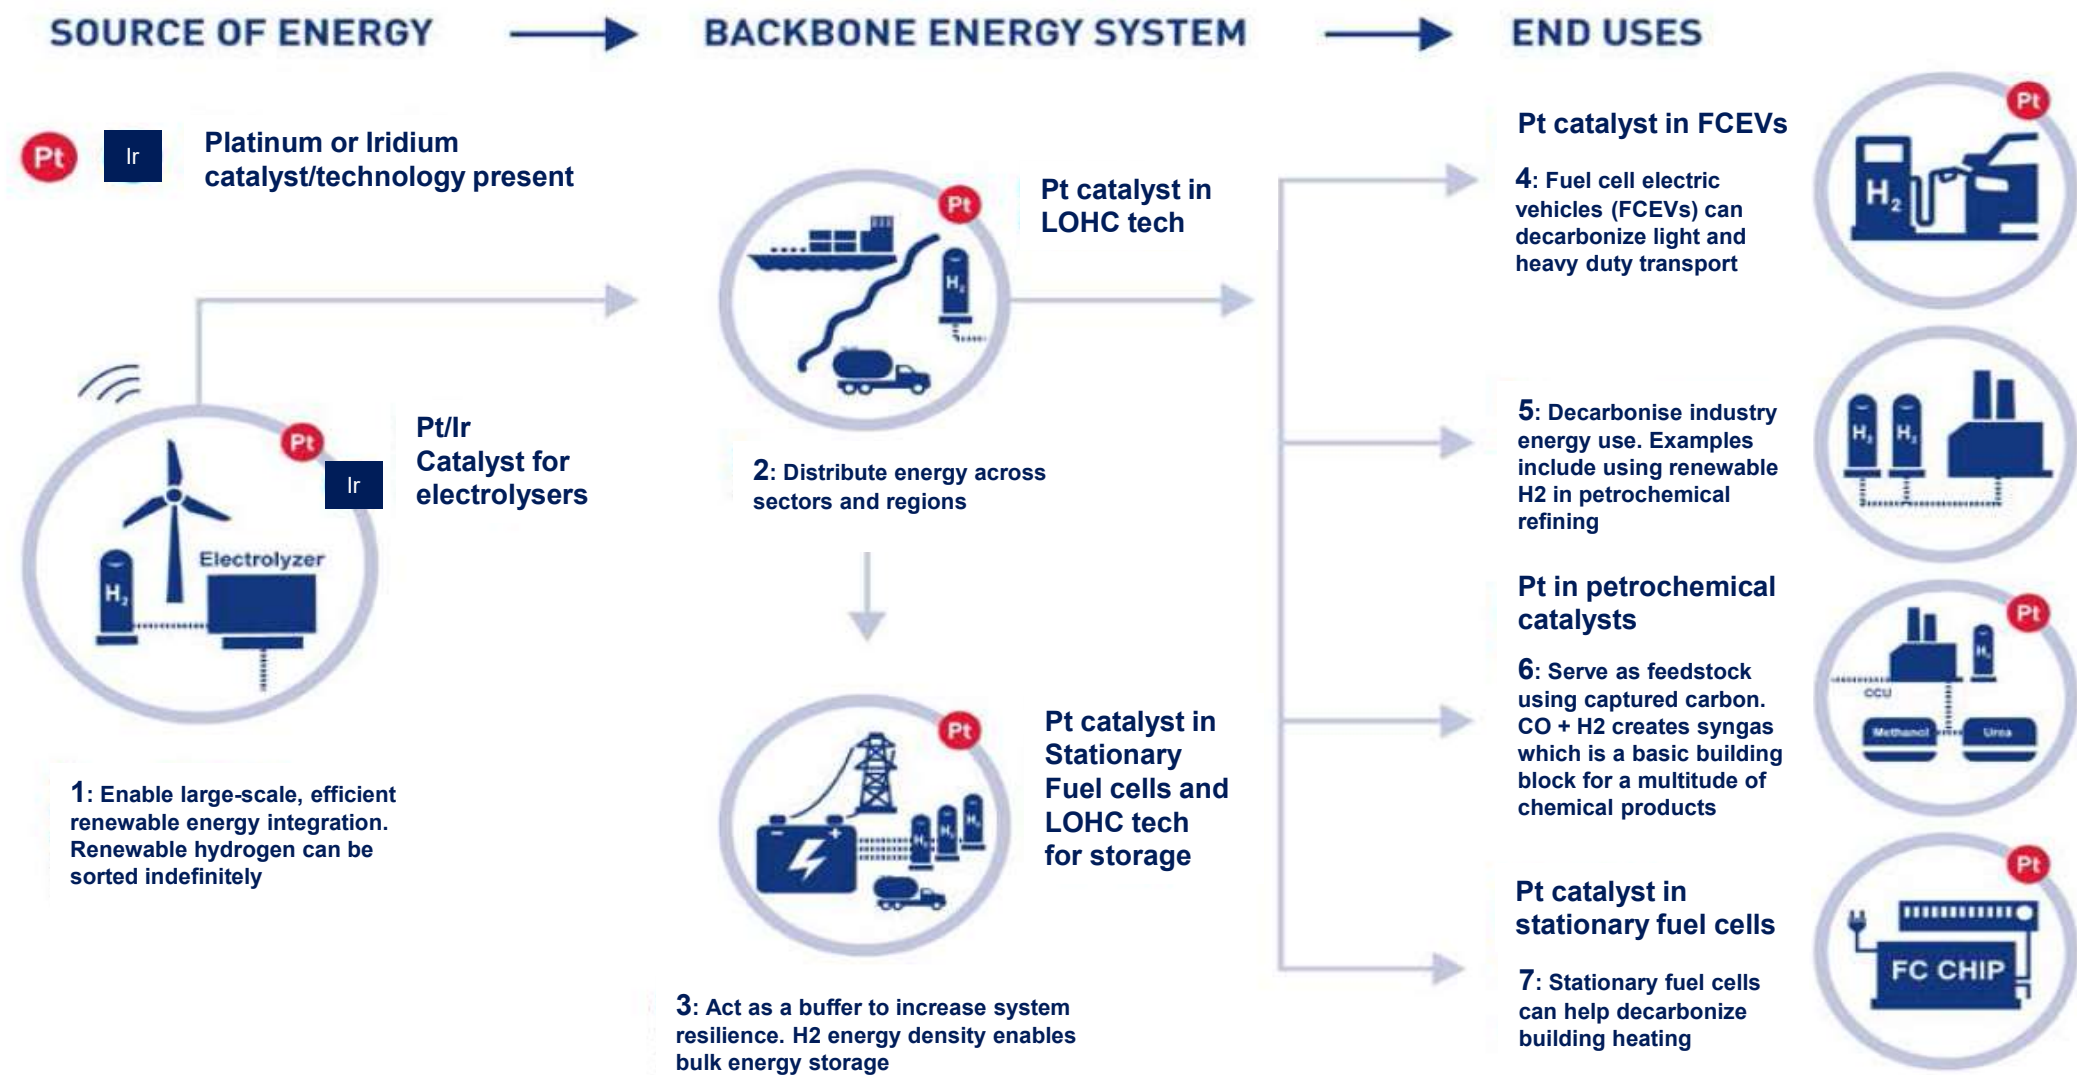 SOURCE OF ENERGY
BACKBONE ENERGY SYSTEM
END USES
Pt
Ir
Platinum or Iridium
catalyst/technology present
Pt
Ir
Electrolyzer
H2
Pt/Ir
Catalyst for
electrolysers
1: Enable large-scale, efficient
renewable energy integration.
Renewable hydrogen can be
sorted indefinitely
Pt
H2
Pt catalyst in
LOHC tech
2: Distribute energy across
sectors and regions
Pt
H2
H2
H2
Pt catalyst in
Stationary
Fuel cells and
LOHC tech
for storage
3: Act as a buffer to increase system
resilience. H2 energy density enables
bulk energy storage
Pt catalyst in FCEVs
4: Fuel cell electric
vehicles (FCEVs) can
decarbonize light and
heavy duty transport
Pt
H2
5: Decarbonise industry
energy use. Examples
include using renewable
H2 in petrochemical
refining
H2
H2
Pt in petrochemical
catalysts
6: Serve as feedstock
using captured carbon.
CO + H2 creates syngas
which is a basic building
block for a multitude of
chemical products
Pt
H2
CCU
Methanol
Urea
Pt catalyst in
stationary fuel cells
7: Stationary fuel cells
can help decarbonize
building heating
Pt
FC CHIP